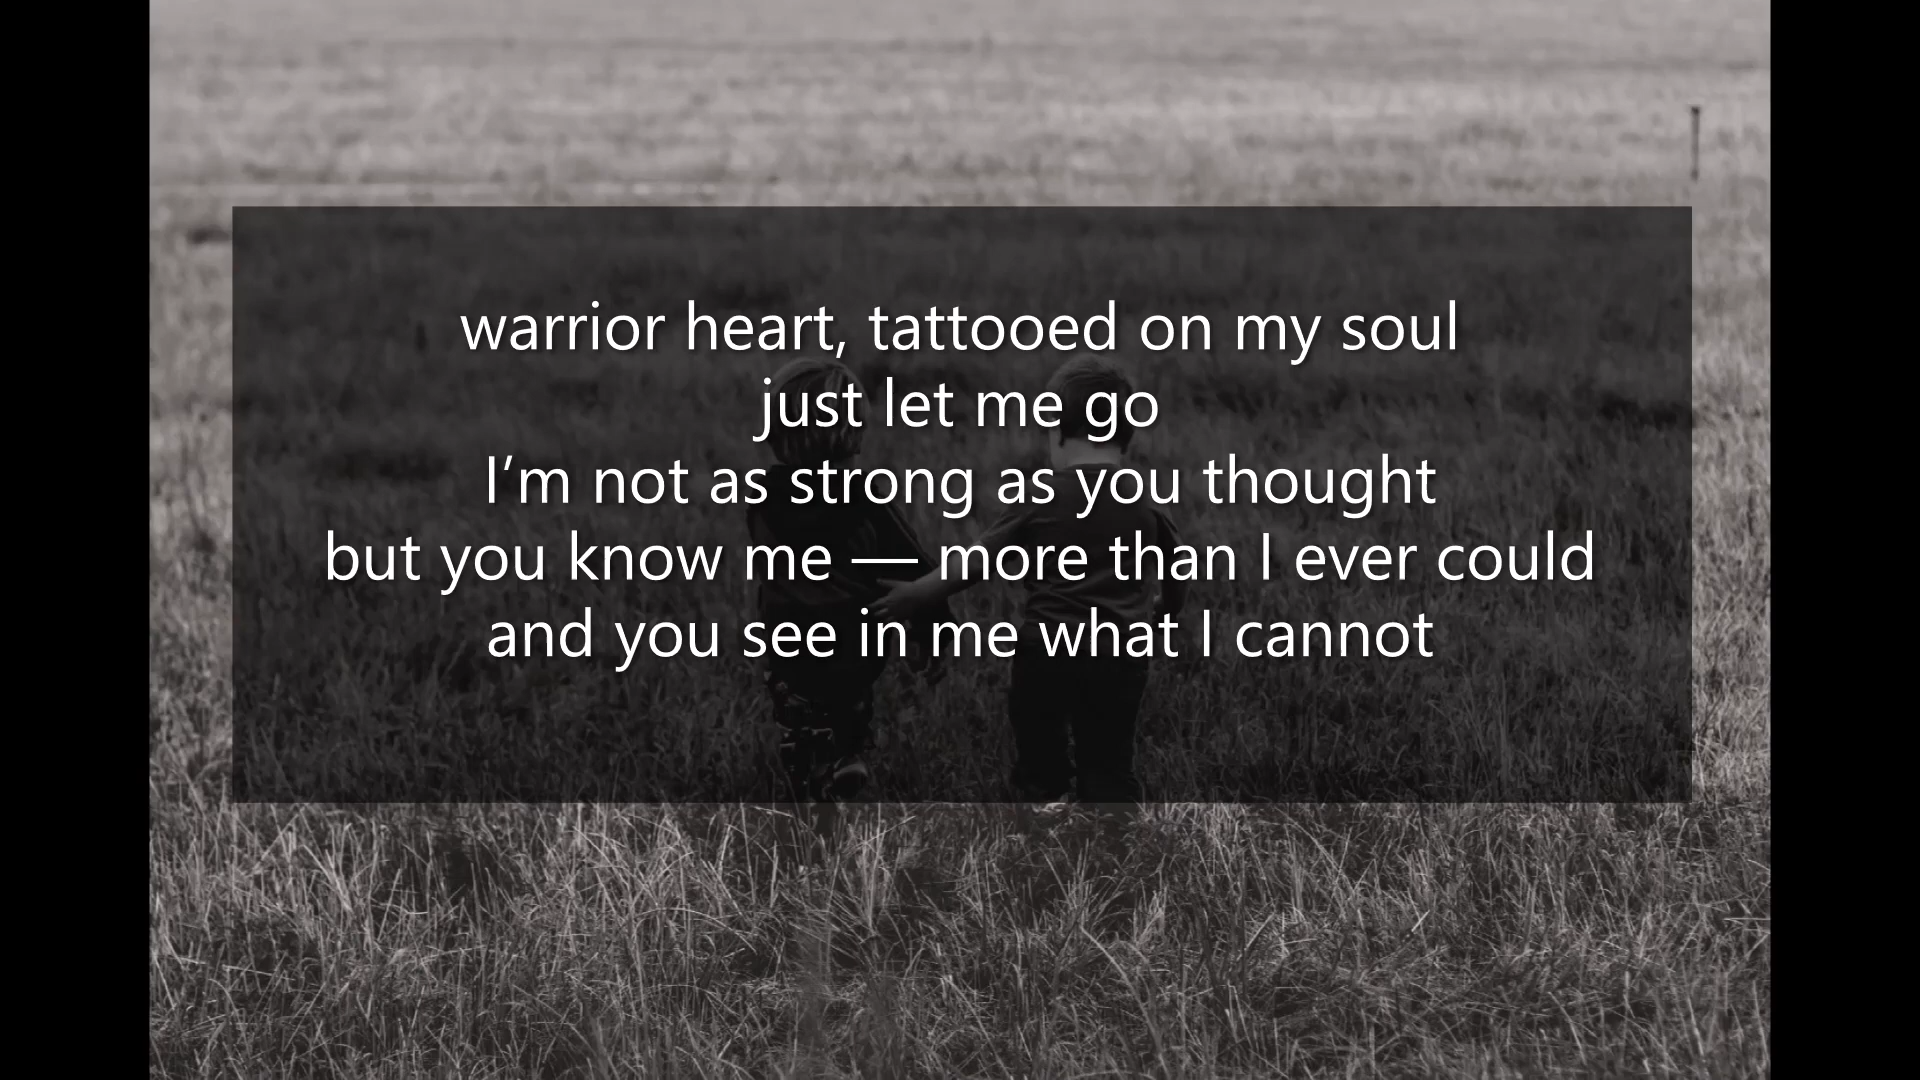 warrior heart, tattooed on my soul
just let me go
I’m not as strong as you thought
but you know me — more than I ever could
and you see in me what I cannot